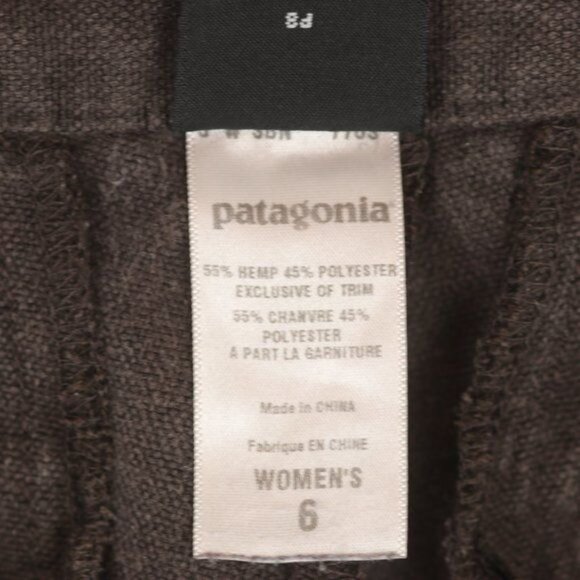 patagonia
55% HEMP 45% POLYESTER
EXCLUSIVE OF TRIM
55% CHANVRE 45%
POLYESTER
À PART LA GARNITURE
Made in CHINA
Fabriqué EN CHINE
WOMEN'S
6